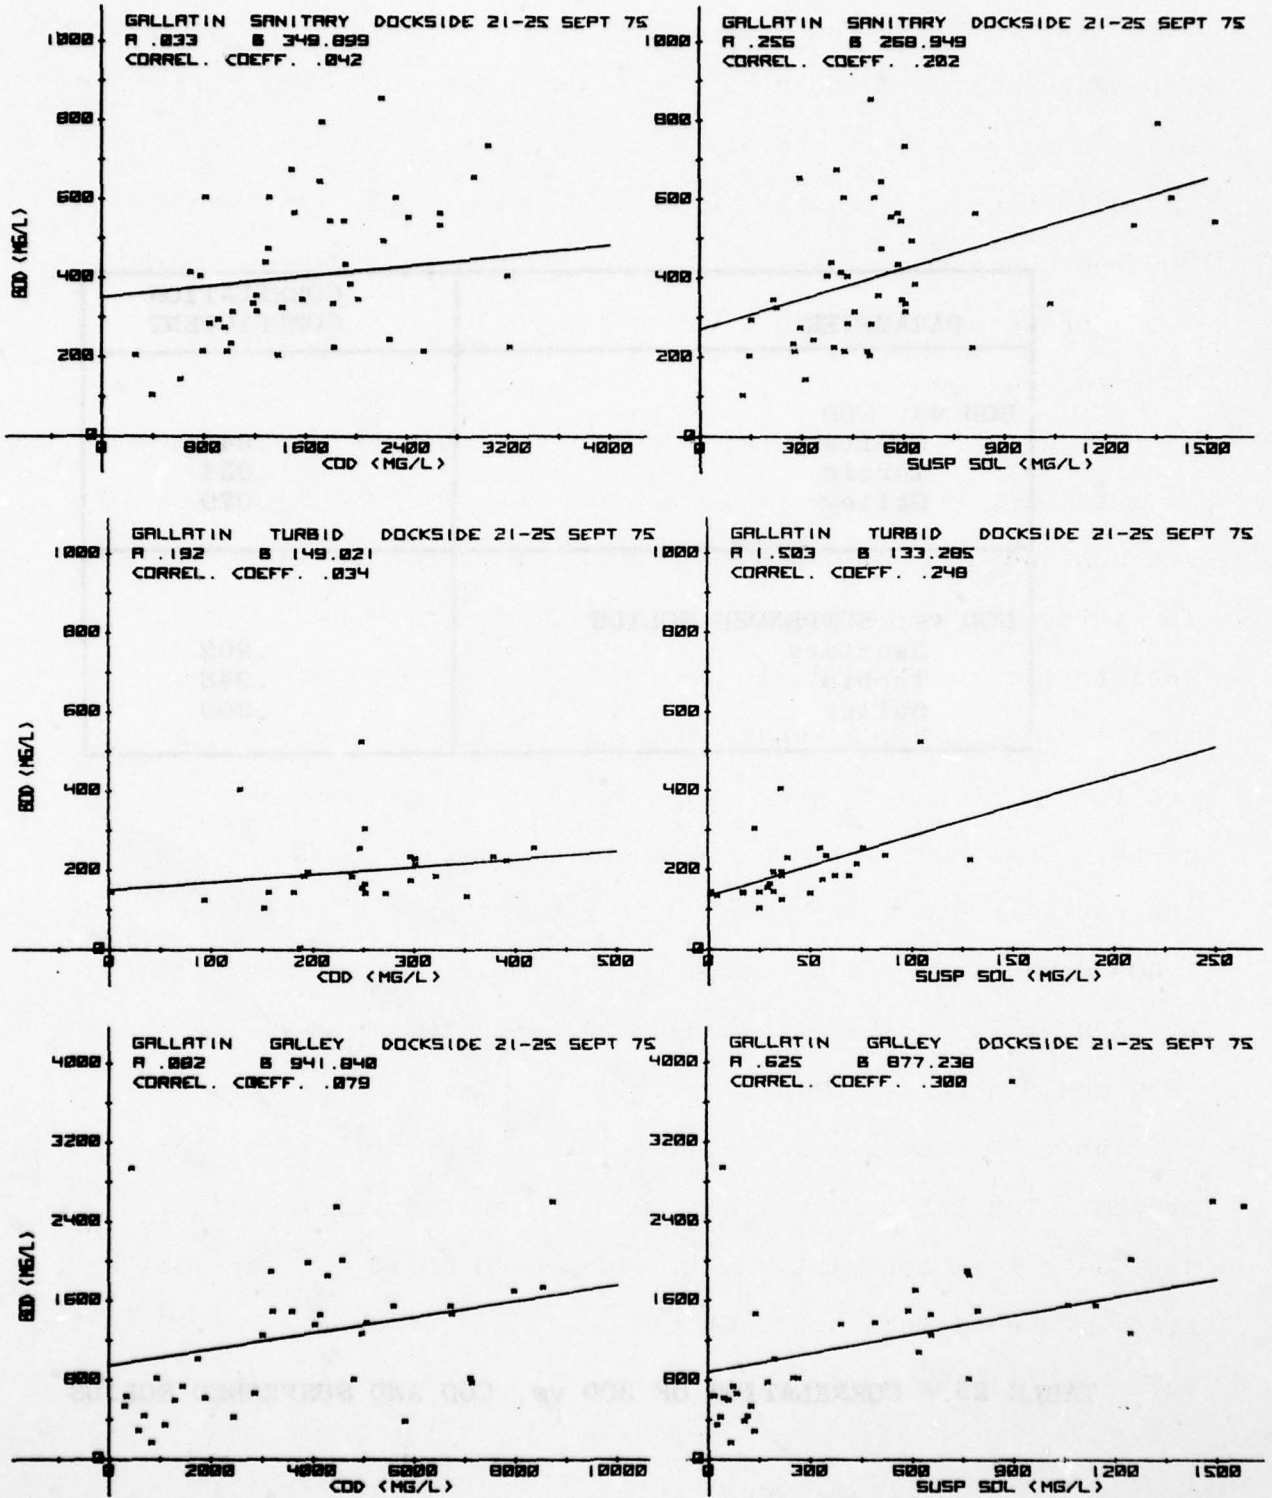 GALLATIN SANITARY DOCKSIDE 21-25 SEPT 75
A .033 B 349.899
CORREL. COEFF. .042
1000
800
600
400
200
0
BOD (MG/L)
0 800 1600 2400 3200 4000
COD (MG/L)
GALLATIN SANITARY DOCKSIDE 21-25 SEPT 75
A .256 B 268.949
CORREL. COEFF. .202
1000
800
600
400
200
0
0 300 600 900 1200 1500
SUSP SOL (MG/L)
GALLATIN TURBID DOCKSIDE 21-25 SEPT 75
A .192 B 149.021
CORREL. COEFF. .034
1000
800
600
400
200
0
BOD (MG/L)
0 100 200 300 400 500
COD (MG/L)
GALLATIN TURBID DOCKSIDE 21-25 SEPT 75
A 1.503 B 133.285
CORREL. COEFF. .248
1000
800
600
400
200
0
0 50 100 150 200 250
SUSP SOL (MG/L)
GALLATIN GALLEY DOCKSIDE 21-25 SEPT 75
A .082 B 941.840
CORREL. COEFF. .079
4000
3200
2400
1600
800
0
BOD (MG/L)
0 2000 4000 6000 8000 10000
COD (MG/L)
GALLATIN GALLEY DOCKSIDE 21-25 SEPT 75
A .625 B 877.238
CORREL. COEFF. .300
4000
3200
2400
1600
800
0
0 300 600 900 1200 1500
SUSP SOL (MG/L)